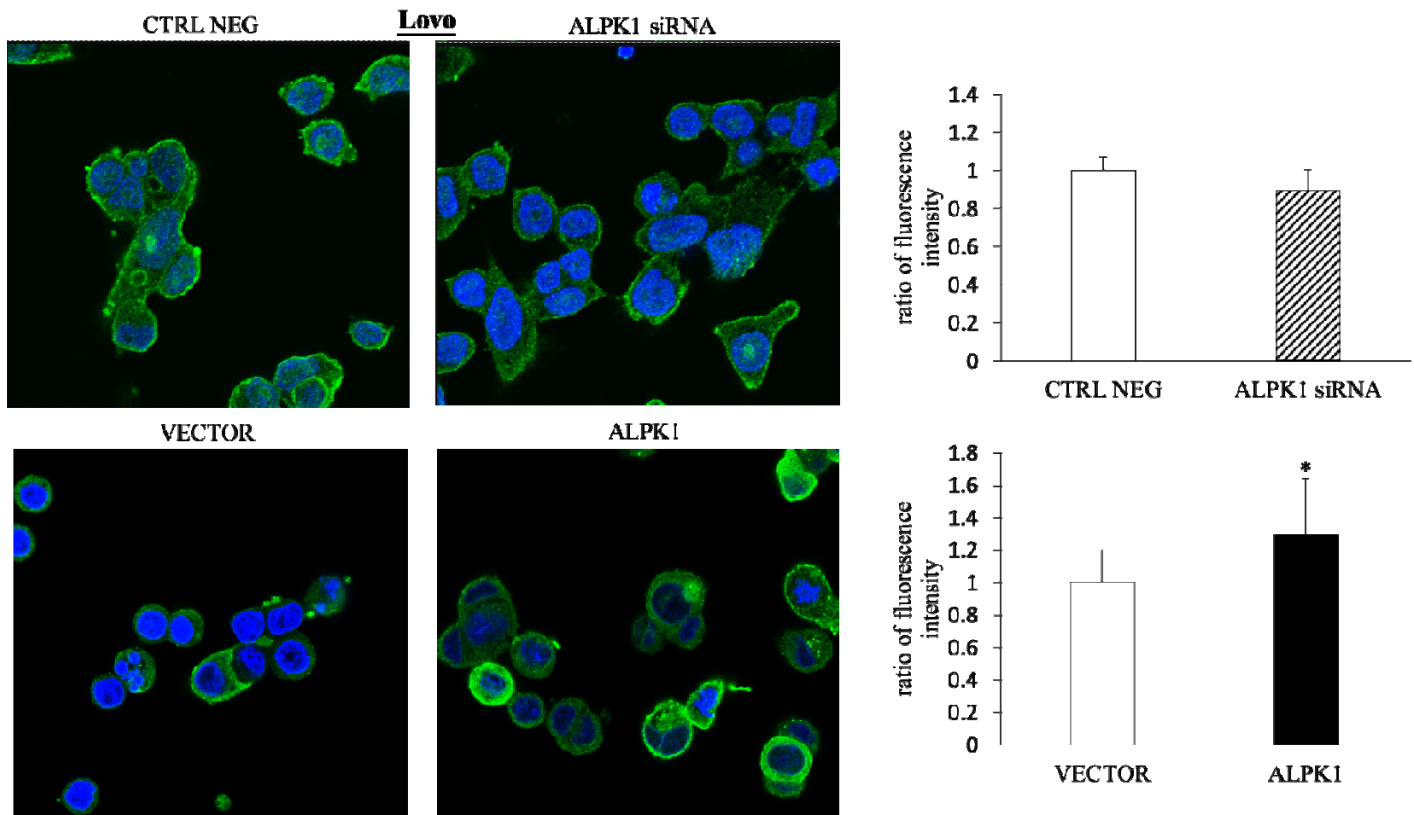 CTRL NEG
Lovo
ALPK1 siRNA
VECTOR
ALPK1
1.4
1.2
1
0.8
0.6
0.4
0.2
0
ratio of fluorescence
intensity
CTRL NEG
ALPK1 siRNA
1.8
1.6
1.4
1.2
1
0.8
0.6
0.4
0.2
0
ratio of fluorescence
intensity
*
VECTOR
ALPK1